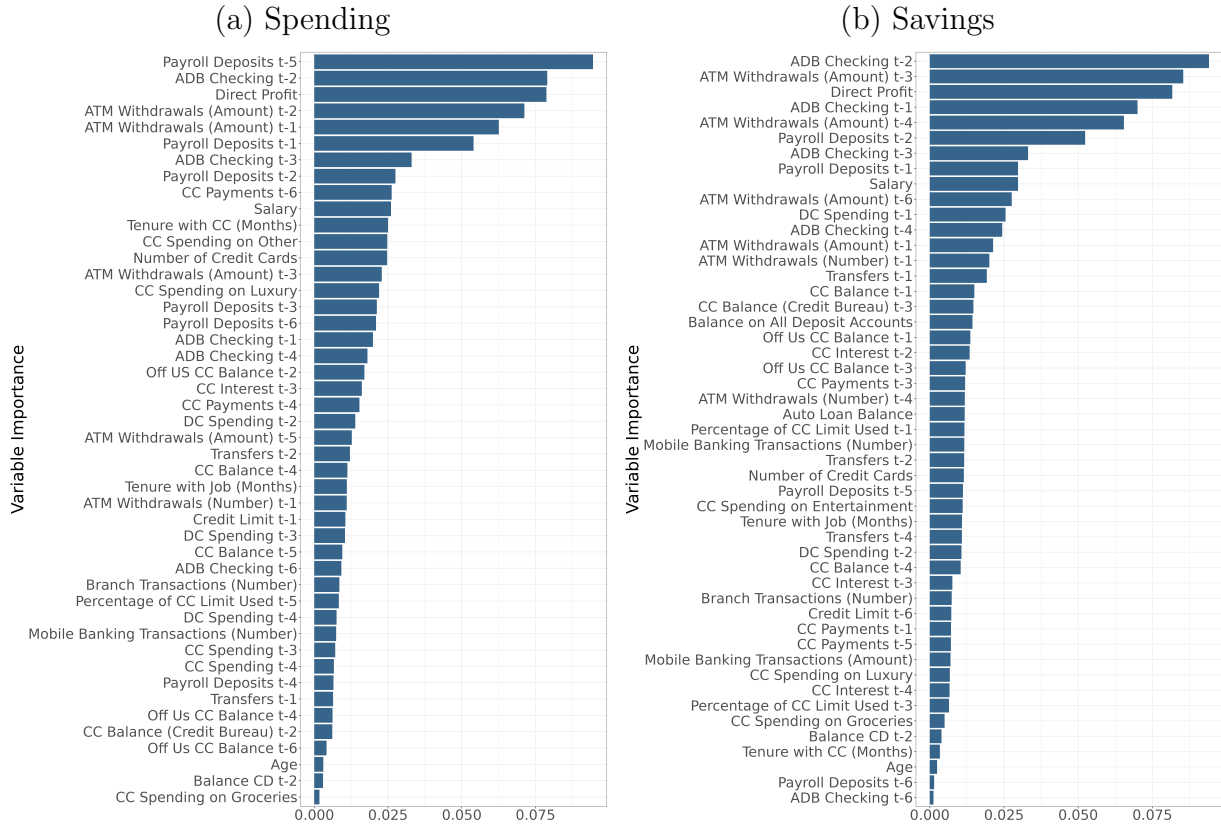 (a) Spending
Payroll Deposits t-5
ADB Checking t-2
Direct Profit
ATM Withdrawals (Amount) t-2
ATM Withdrawals (Amount) t-1
Payroll Deposits t-1
ADB Checking t-3
Payroll Deposits t-2
CC Payments t-6
Salary
Tenure with CC (Months)
CC Spending on Other
Number of Credit Cards
ATM Withdrawals (Amount) t-3
CC Spending on Luxury
Payroll Deposits t-3
Payroll Deposits t-6
ADB Checking t-1
ADB Checking t-4
Off US CC Balance t-2
CC Interest t-3
CC Payments t-4
DC Spending t-2
ATM Withdrawals (Amount) t-5
Transfers t-2
CC Balance t-4
Tenure with Job (Months)
ATM Withdrawals (Number) t-1
Credit Limit t-1
DC Spending t-3
CC Balance t-5
ADB Checking t-6
Branch Transactions (Number)
Percentage of CC Limit Used t-5
DC Spending t-4
Mobile Banking Transactions (Number)
CC Spending t-3
CC Spending t-4
Payroll Deposits t-4
Transfers t-1
Off Us CC Balance t-4
CC Balance (Credit Bureau) t-2
Off Us CC Balance t-6
Age
Balance CD t-2
CC Spending on Groceries
Variable Importance
0.000 0.025 0.050 0.075
(b) Savings
ADB Checking t-2
ATM Withdrawals (Amount) t-3
Direct Profit
ADB Checking t-1
ATM Withdrawals (Amount) t-4
Payroll Deposits t-2
ADB Checking t-3
Payroll Deposits t-1
Salary
ATM Withdrawals (Amount) t-6
DC Spending t-1
ADB Checking t-4
ATM Withdrawals (Amount) t-1
ATM Withdrawals (Number) t-1
Transfers t-1
CC Balance t-1
CC Balance (Credit Bureau) t-3
Balance on All Deposit Accounts
Off Us CC Balance t-1
CC Interest t-2
Off Us CC Balance t-3
CC Payments t-3
ATM Withdrawals (Number) t-4
Auto Loan Balance
Percentage of CC Limit Used t-1
Mobile Banking Transactions (Number)
Transfers t-2
Number of Credit Cards
Payroll Deposits t-5
CC Spending on Entertainment
Tenure with Job (Months)
Transfers t-4
DC Spending t-2
CC Balance t-4
CC Interest t-3
Branch Transactions (Number)
Credit Limit t-6
CC Payments t-1
CC Payments t-5
Mobile Banking Transactions (Amount)
CC Spending on Luxury
CC Interest t-4
Percentage of CC Limit Used t-3
CC Spending on Groceries
Balance CD t-2
Tenure with CC (Months)
Age
Payroll Deposits t-6
ADB Checking t-6
Variable Importance
0.000 0.025 0.050 0.075